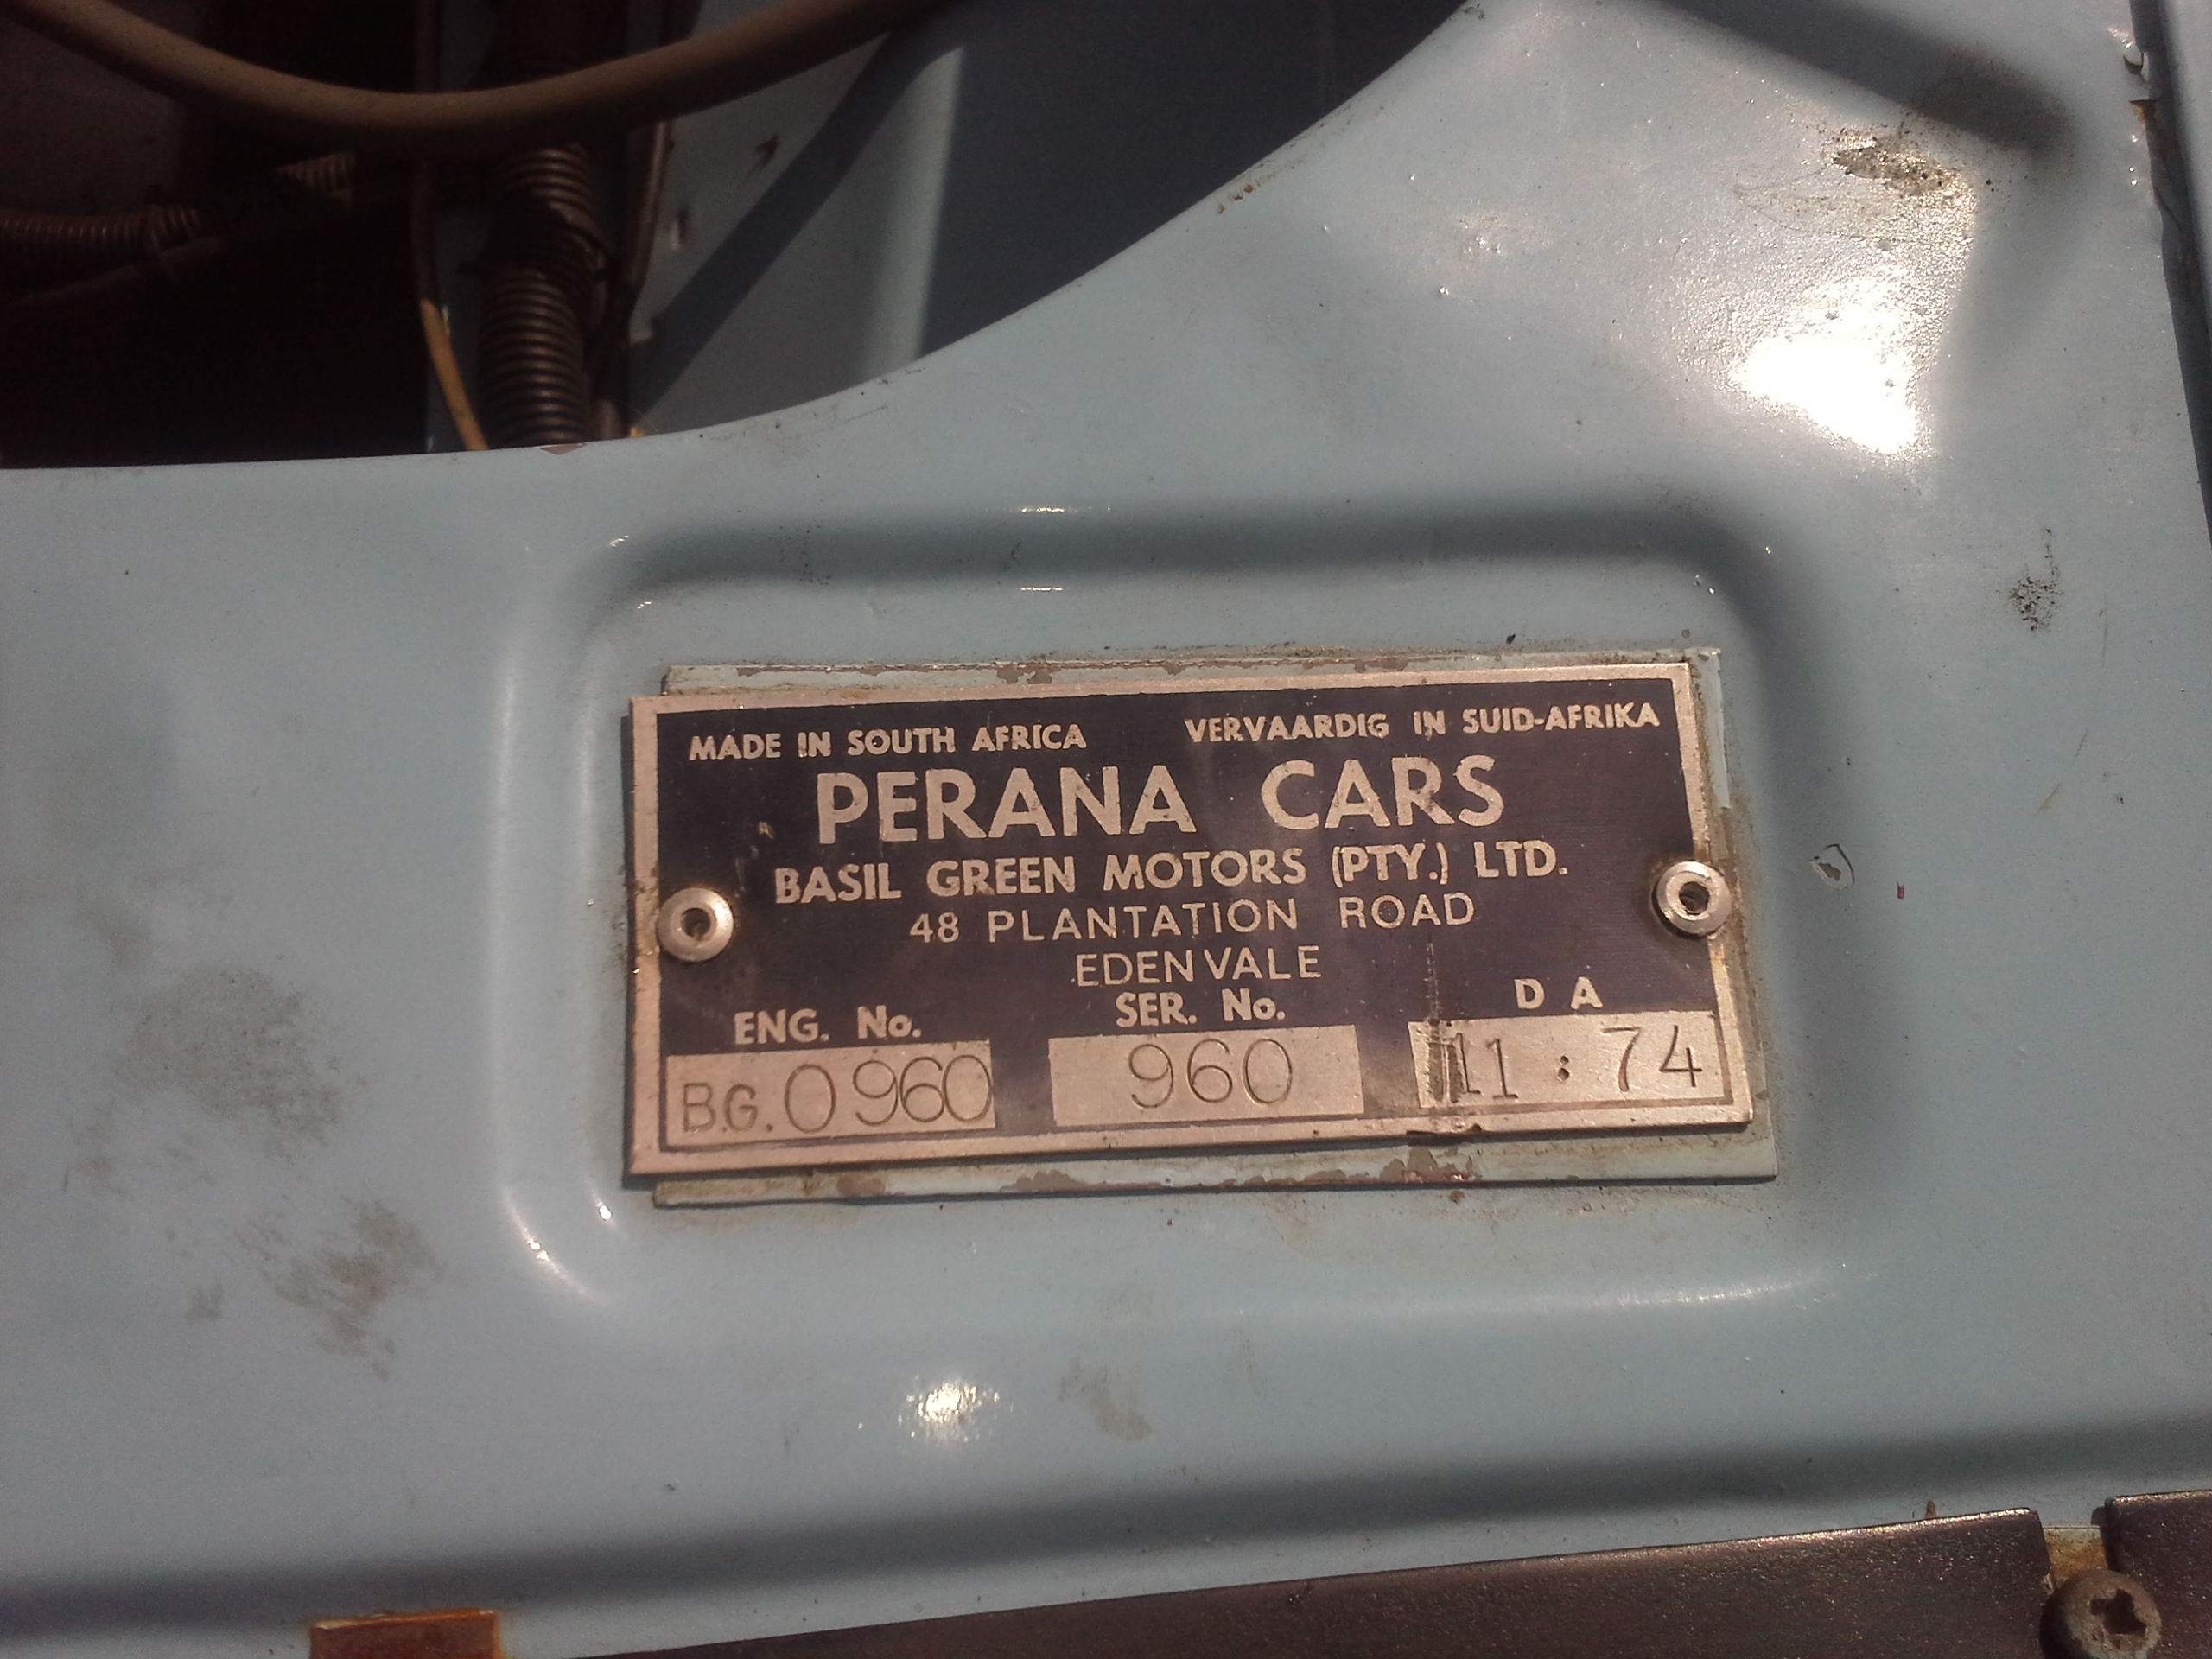 MADE IN SOUTH AFRICA VERVAARDIG IN SUID-AFRIKA
PERANA CARS
BASIL GREEN MOTORS (PTY.) LTD.
48 PLANTATION ROAD
EDENVALE
ENG. No. SER. No. D A
B.G. 0960 960 11 : 74